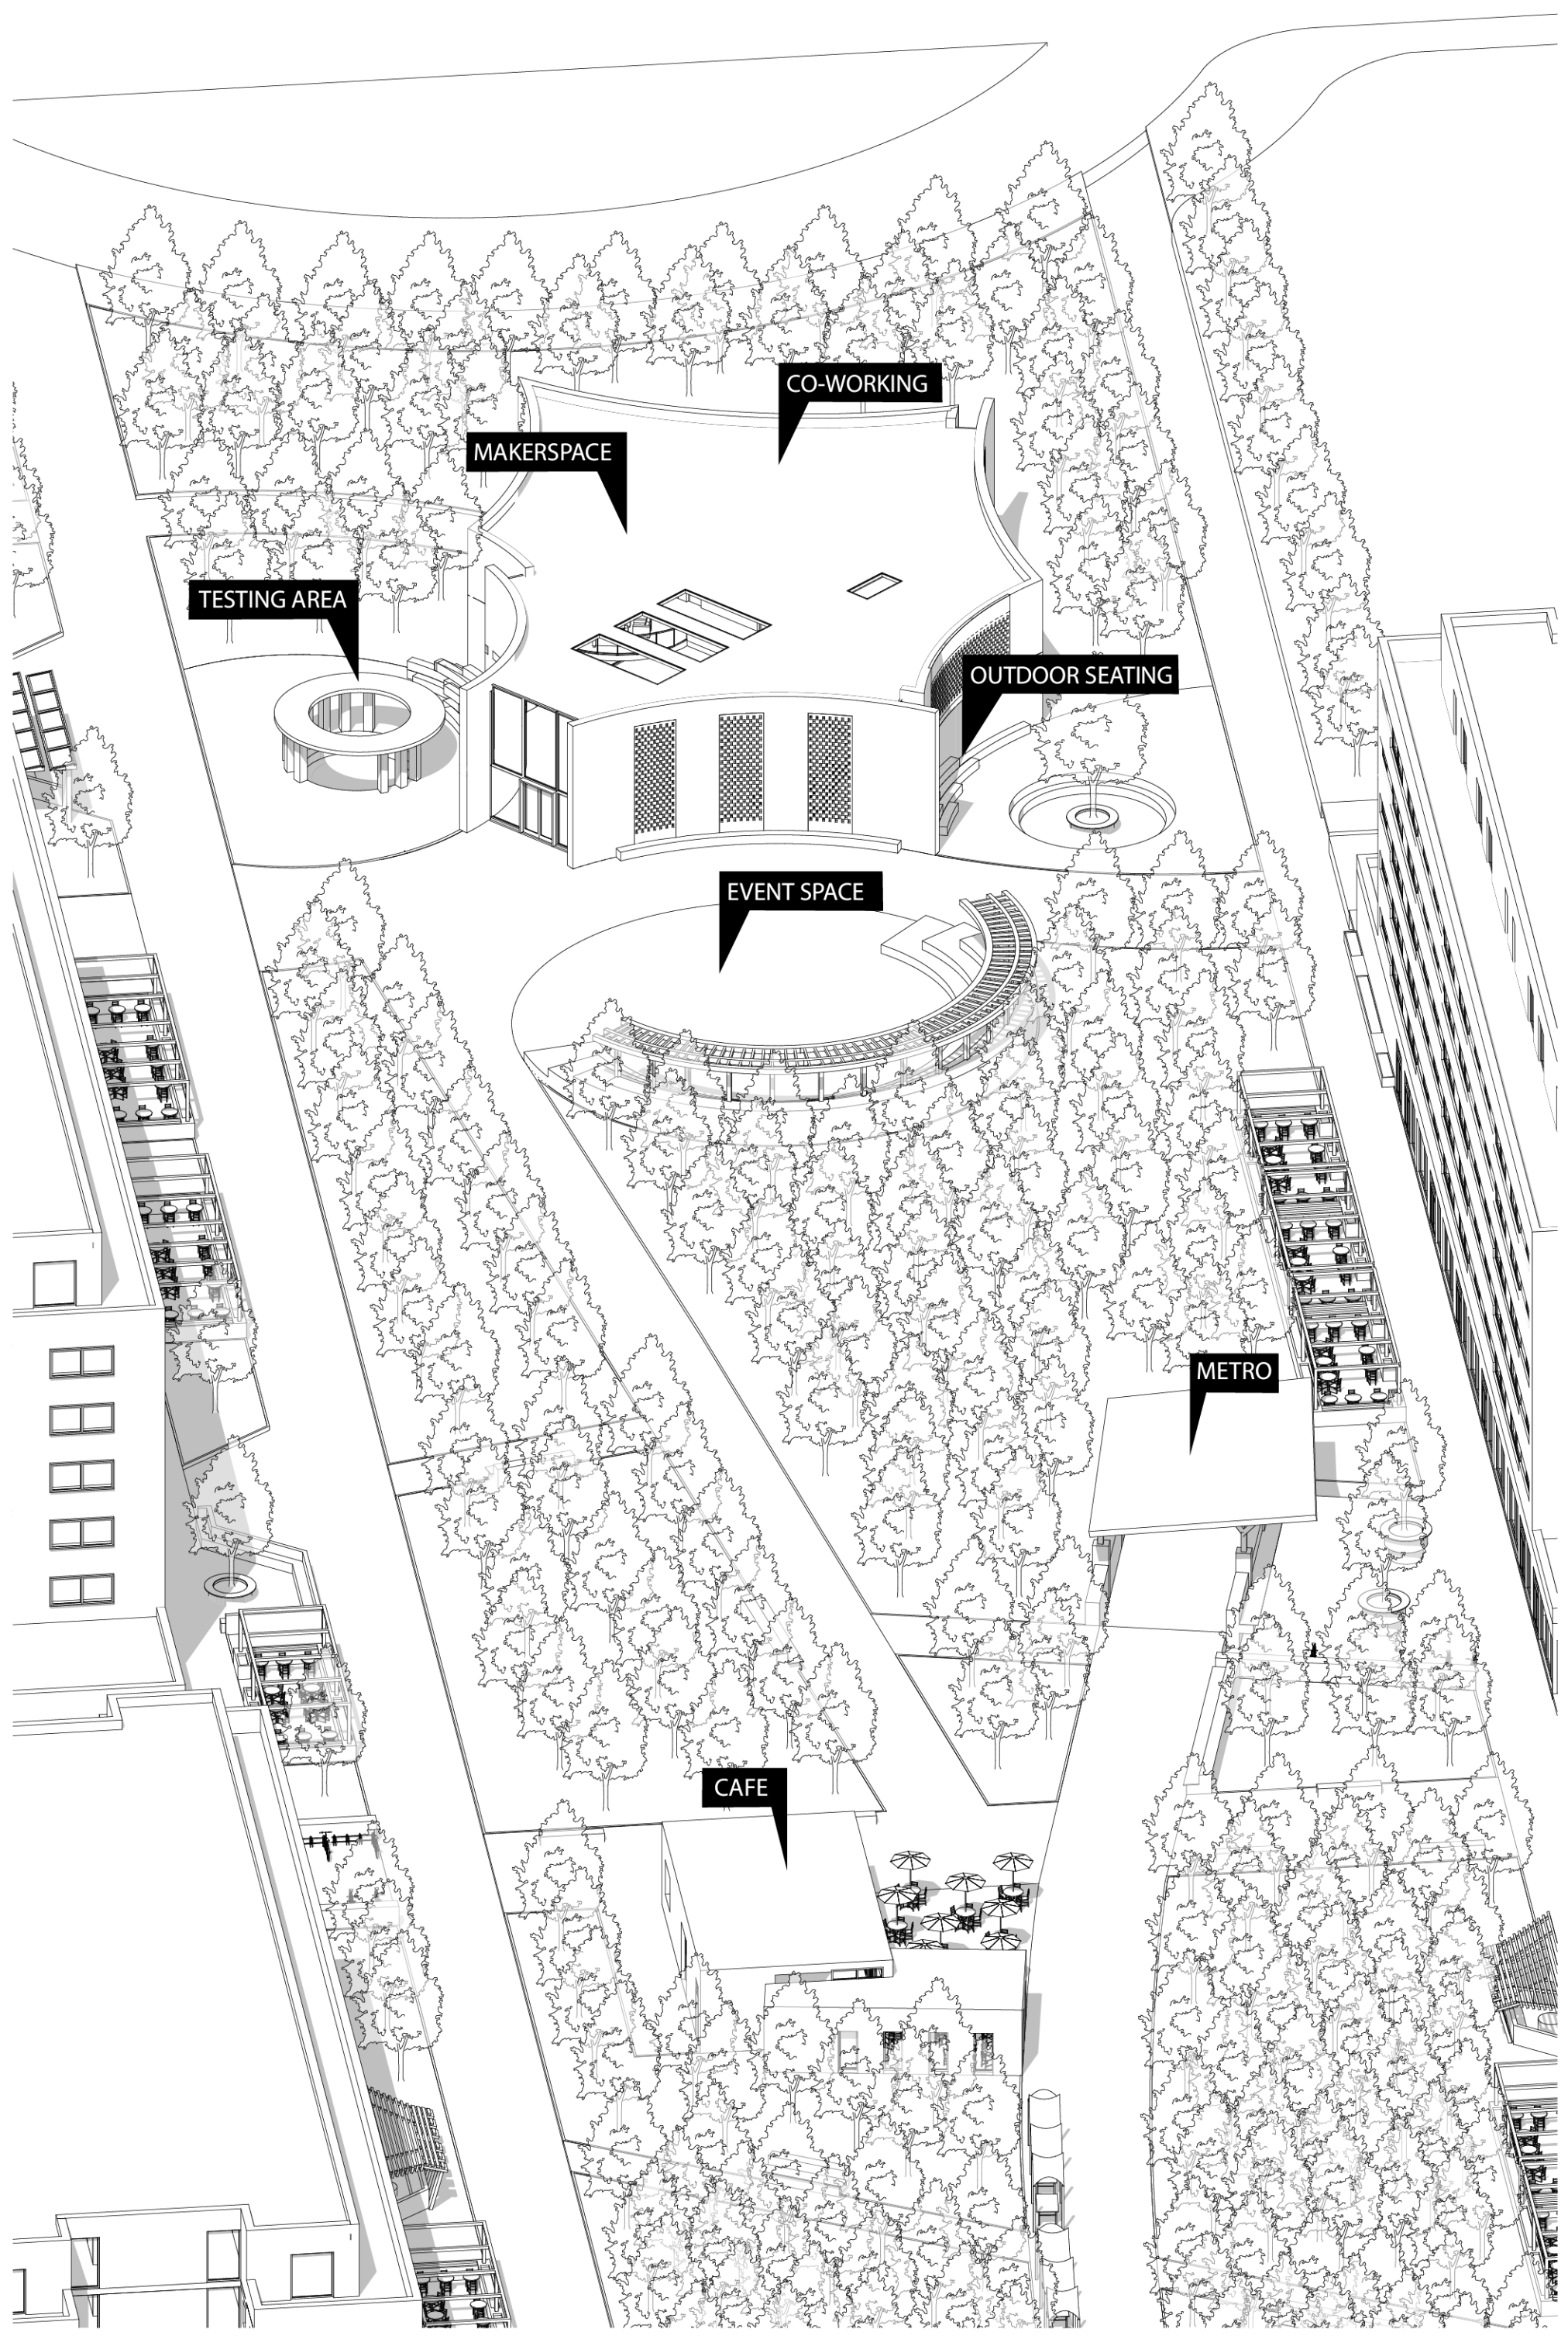 CO-WORKING
MAKERSPACE
TESTING AREA
OUTDOOR SEATING
EVENT SPACE
METRO
CAFE